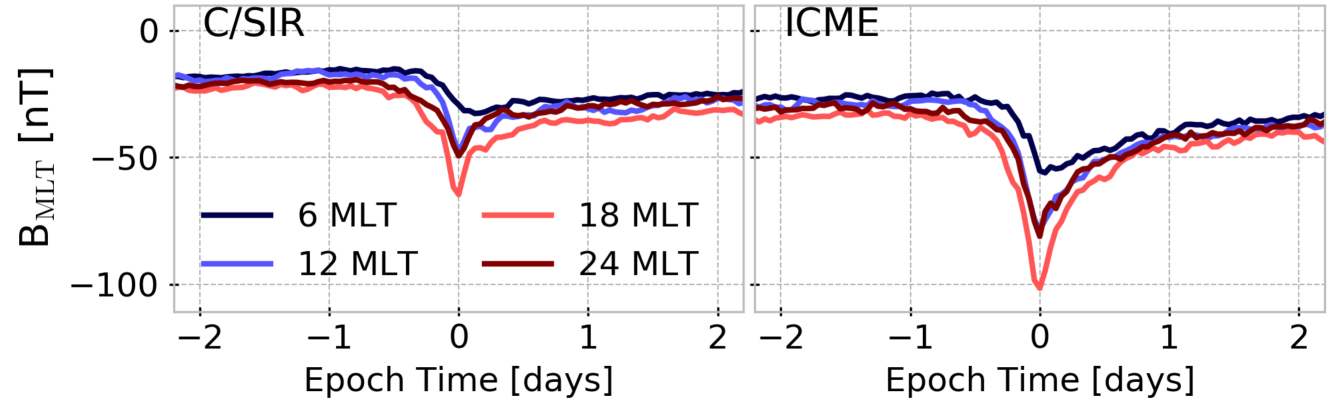 C/SIR
ICME
B_MLT [nT]
0
−50
−100
6 MLT
18 MLT
12 MLT
24 MLT
−2
−1
0
1
2
−2
−1
0
1
2
Epoch Time [days]
Epoch Time [days]